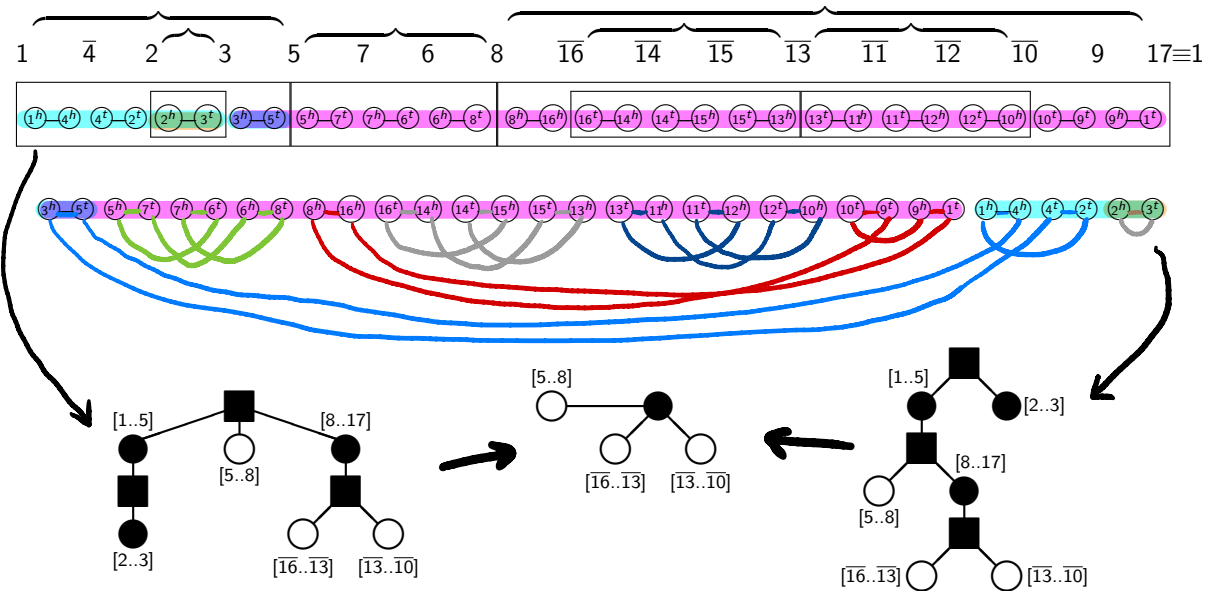 1 4̅ 2 3 5 7 6 8 1̅6̅ 1̅4̅ 1̅5̅ 1̅3̅ 1̅1̅ 1̅2̅ 1̅0̅ 9 17≡1
1ʰ 4ʰ 4ᵗ 2ᵗ 2ʰ 3ᵗ 3ʰ 5ᵗ 5ʰ 7ᵗ 7ʰ 6ᵗ 6ʰ 8ᵗ 8ʰ 16ʰ 16ᵗ 14ʰ 14ᵗ 15ʰ 15ᵗ 13ʰ 13ᵗ 11ʰ 11ᵗ 12ʰ 12ᵗ 10ʰ 10ᵗ 9ᵗ 9ʰ 1ᵗ
3ʰ 5ᵗ 5ʰ 7ᵗ 7ʰ 6ᵗ 6ʰ 8ᵗ 8ʰ 16ʰ 16ᵗ 14ʰ 14ᵗ 15ʰ 15ᵗ 13ʰ 13ᵗ 11ʰ 11ᵗ 12ʰ 12ᵗ 10ʰ 10ᵗ 9ᵗ 9ʰ 1ᵗ 1ʰ 4ʰ 4ᵗ 2ᵗ 2ʰ 3ᵗ
[1..5] [8..17]
[5..8]
[2..3] [1̅6̅..1̅3̅] [1̅3̅..1̅0̅]
[5..8]
[1̅6̅..1̅3̅] [1̅3̅..1̅0̅]
[1..5] [2..3]
[8..17]
[5..8]
[1̅6̅..1̅3̅] [1̅3̅..1̅0̅]